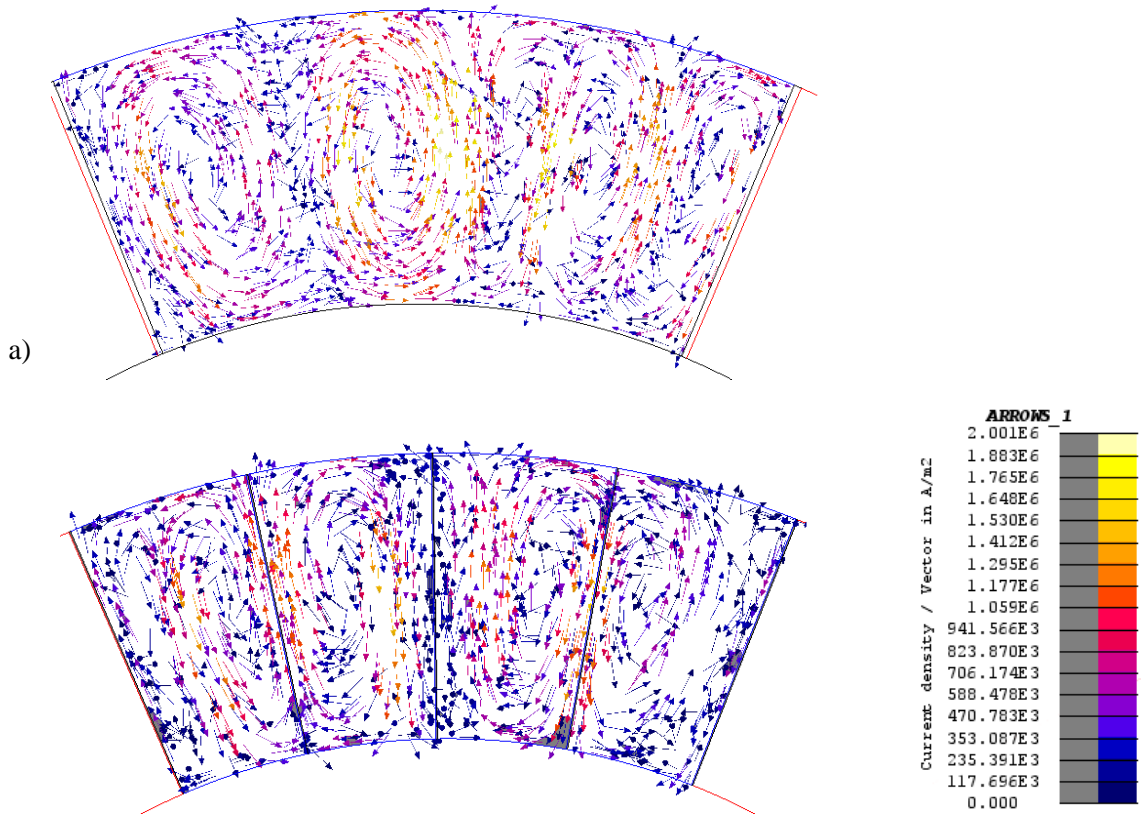 a)
ARROWS_1
Current density / Vector in A/m2
2.001E6
1.883E6
1.765E6
1.648E6
1.530E6
1.412E6
1.295E6
1.177E6
1.059E6
941.566E3
823.870E3
706.174E3
588.478E3
470.783E3
353.087E3
235.391E3
117.696E3
0.000